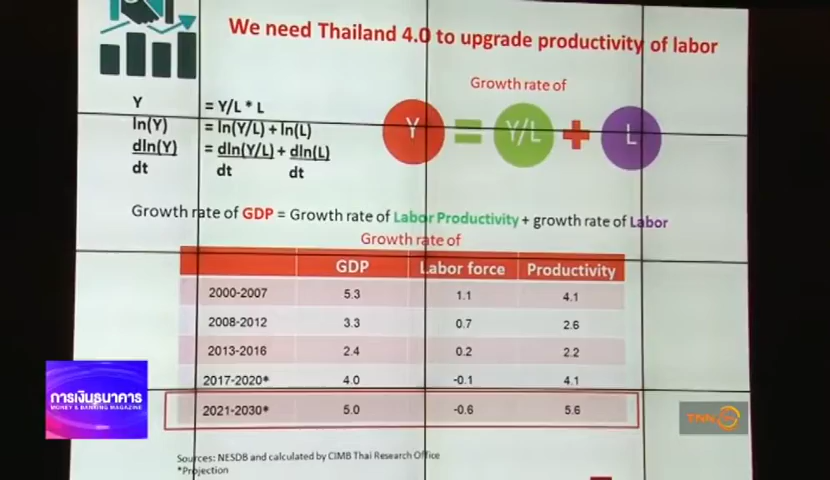 We need Thailand 4.0 to upgrade productivity of labor
Growth rate of
Y = Y/L * L
ln(Y) = ln(Y/L) + ln(L)
dln(Y) = dln(Y/L) + dln(L)
dt dt dt
Y = Y/L + L
Growth rate of GDP = Growth rate of Labor Productivity + growth rate of Labor
Growth rate of
GDP Labor force Productivity
2000-2007 5.3 1.1 4.1
2008-2012 3.3 0.7 2.6
2013-2016 2.4 0.2 2.2
2017-2020* 4.0 -0.1 4.1
2021-2030* 5.0 -0.6 5.6
Sources: NESDB and calculated by CIMB Thai Research Office
*Projection
การเงินธนาคาร
MONEY & BANKING MAGAZINE
TNN